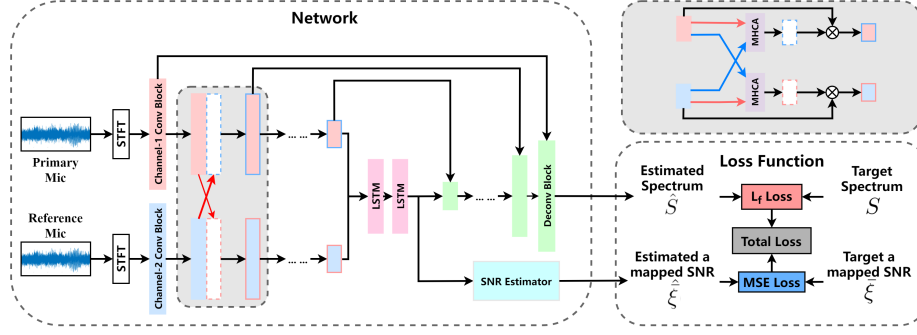 Network
Primary
Mic
STFT
Channel-1 Conv Block
... ...
Reference
Mic
STFT
Channel-2 Conv Block
... ...
LSTM
LSTM
... ...
Deconv Block
SNR Estimator
MHCA
MHCA
Loss Function
Estimated
Spectrum
Ŝ
L_f Loss
Target
Spectrum
S
Total Loss
Estimated a
mapped SNR
ξ̄̂
MSE Loss
Target a
mapped SNR
ξ̄